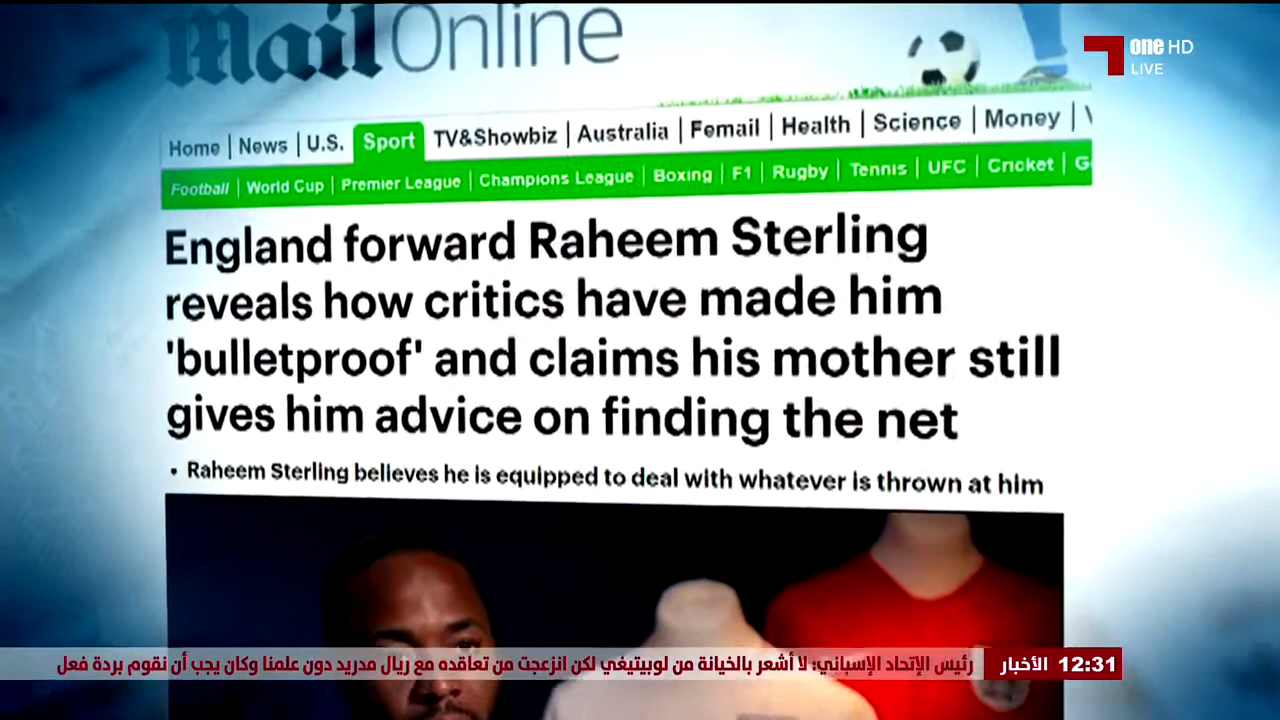 Mail Online
one HD
LIVE
Home | News | U.S. Sport TV&Showbiz | Australia | Femail | Health | Science | Money |
Football | World Cup | Premier League | Champions League | Boxing | F1 | Rugby | Tennis | UFC | Cricket | G
England forward Raheem Sterling
reveals how critics have made him
'bulletproof' and claims his mother still
gives him advice on finding the net
• Raheem Sterling believes he is equipped to deal with whatever is thrown at him
12:31 الأخبار
رئيس الإتحاد الإسباني: لا أشعر بالخيانة من لوبيتيغي لكن انزعجت من تعاقده مع ريال مدريد دون علمنا وكان يجب أن نقوم بردة فعل